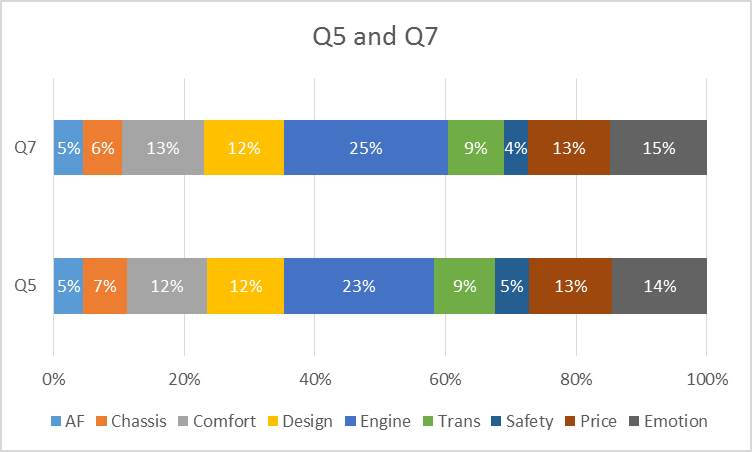 Q5 and Q7
Q7
5% 6% 13% 12% 25% 9% 4% 13% 15%
Q5
5% 7% 12% 12% 23% 9% 5% 13% 14%
0% 20% 40% 60% 80% 100%
AF Chassis Comfort Design Engine Trans Safety Price Emotion